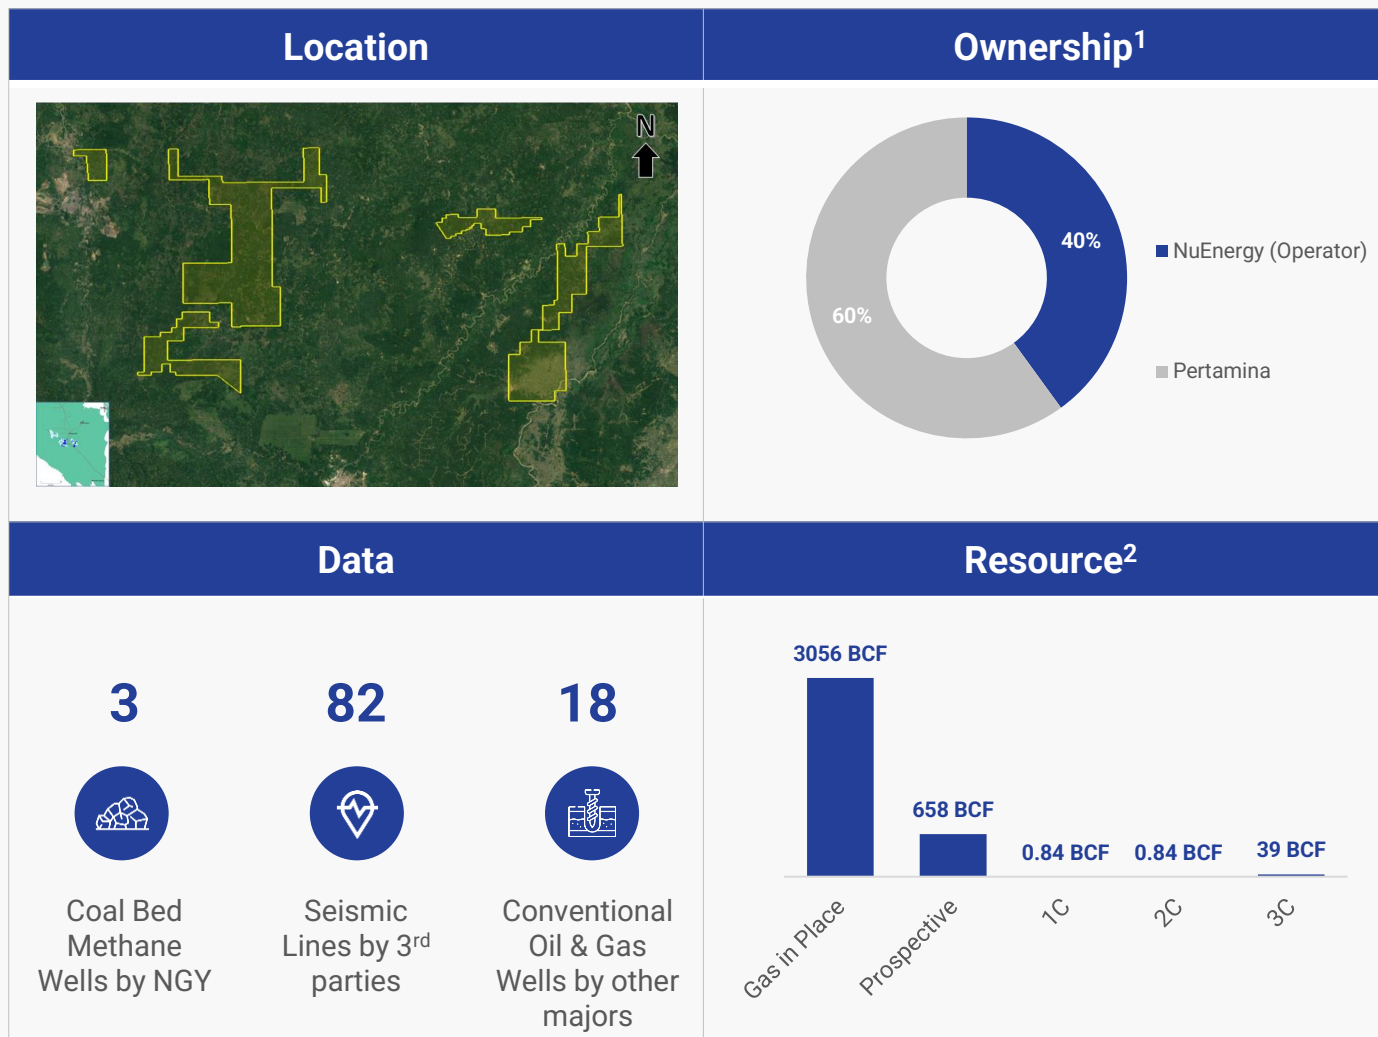 Location
Ownership¹
N
40%
60%
NuEnergy (Operator)
Pertamina
Data
Resource²
3
82
18
Coal Bed
Methane
Wells by NGY
Seismic
Lines by 3rd
parties
Conventional
Oil & Gas
Wells by other
majors
3056 BCF
658 BCF
0.84 BCF
0.84 BCF
39 BCF
Gas in Place
Prospective
1C
2C
3C